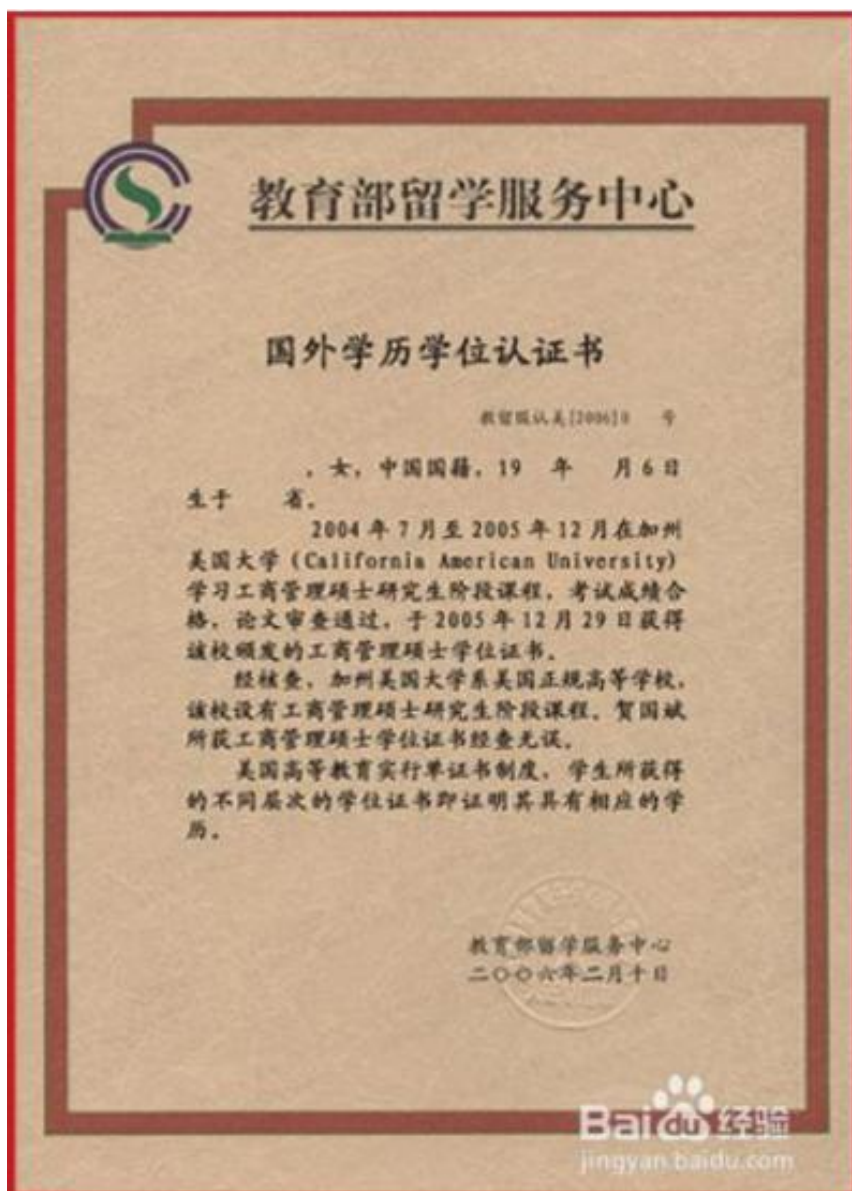 教育部留学服务中心
国外学历学位认证书
教留服认美[2006]0 号
，女，中国国籍，19 年 月6日
生于 省。
2004年7月至2005年12月在加州
美国大学(California American University)
学习工商管理硕士研究生阶段课程，考试成绩合
格，论文审查通过，于2005年12月29日获得
该校颁发的工商管理硕士学位证书。
经核查，加州美国大学系美国正规高等学校，
该校设有工商管理硕士研究生阶段课程。贺国斌
所获工商管理硕士学位证书经查无误。
美国高等教育实行单证书制度，学生所获得
的不同层次的学位证书即证明其具有相应的学
历。
教育部留学服务中心
二〇〇六年二月十日
Baidu 经验
jingyan.baidu.com